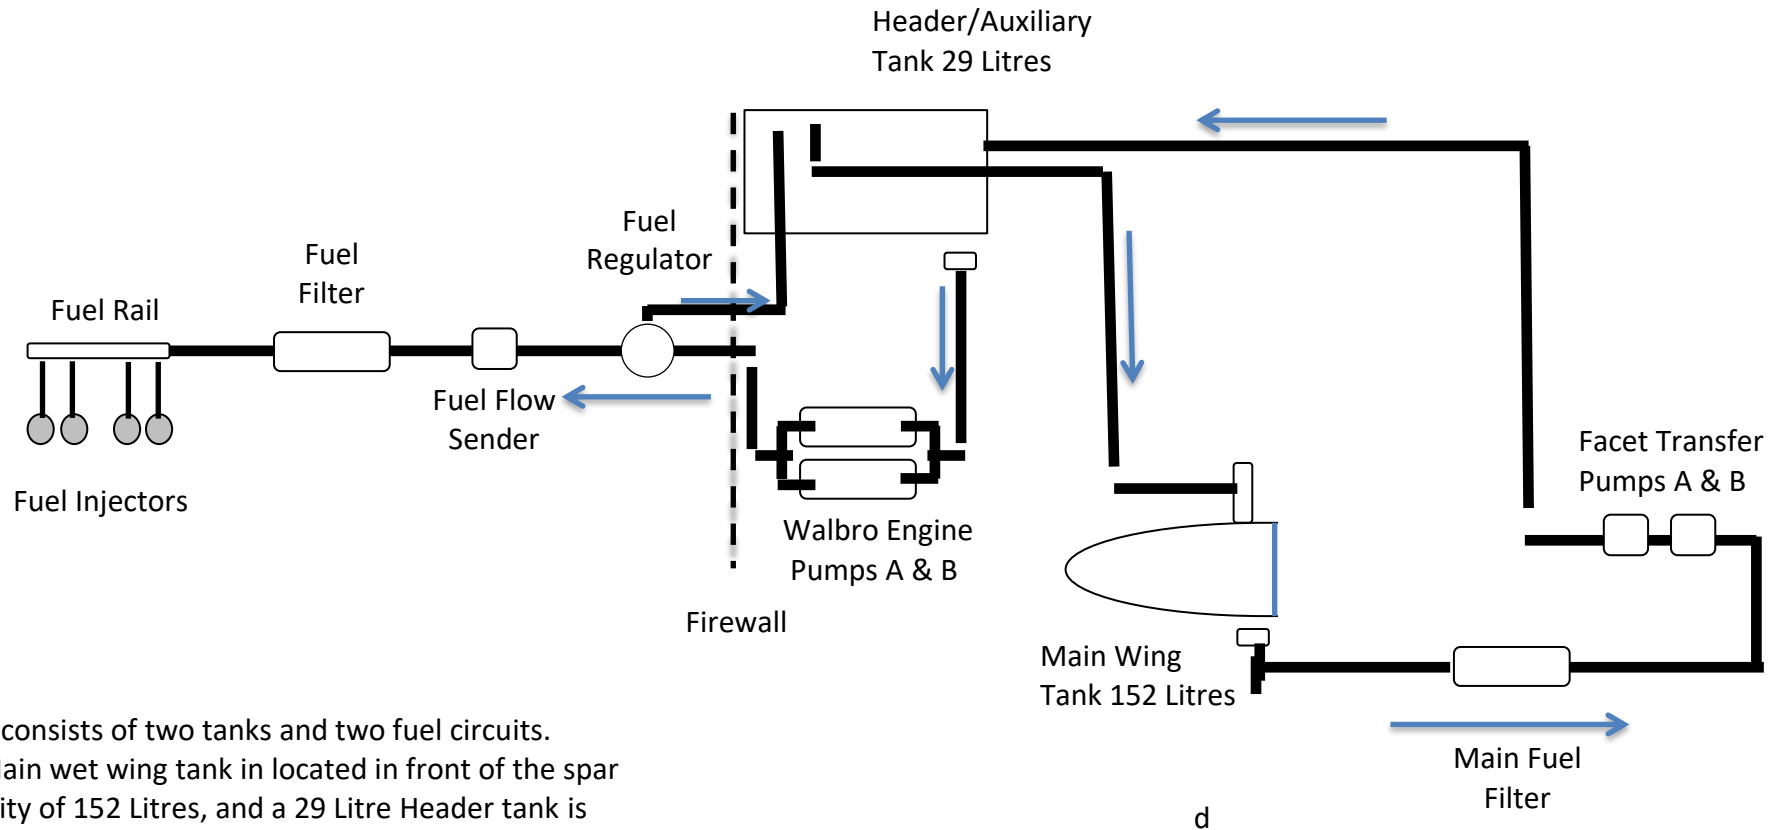 Header/Auxiliary
Tank 29 Litres
Fuel
Regulator
Fuel
Filter
Fuel Rail
Fuel Flow
Sender
Fuel Injectors
Walbro Engine
Pumps A & B
Firewall
Facet Transfer
Pumps A & B
Main Wing
Tank 152 Litres
Main Fuel
Filter
d
consists of two tanks and two fuel circuits.
wet wing tank in located in front of the spar
of 152 Litres, and a 29 Litre Header tank is